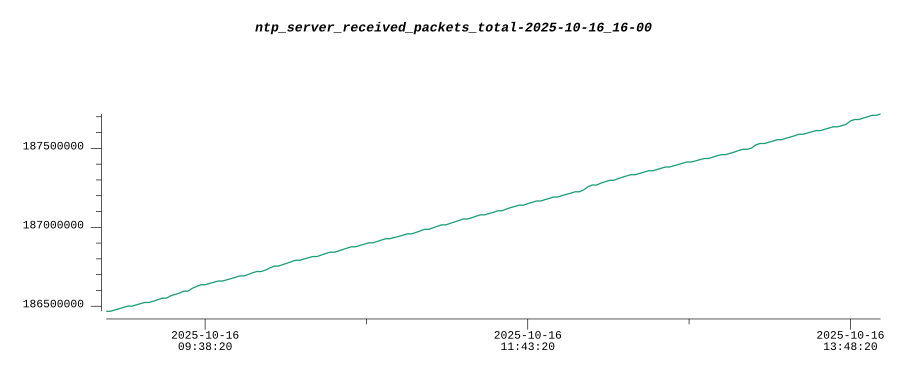 ntp_server_received_packets_total-2025-10-16_16-00
187500000
187000000
186500000
2025-10-16 2025-10-16 2025-10-16
09:38:20 11:43:20 13:48:20